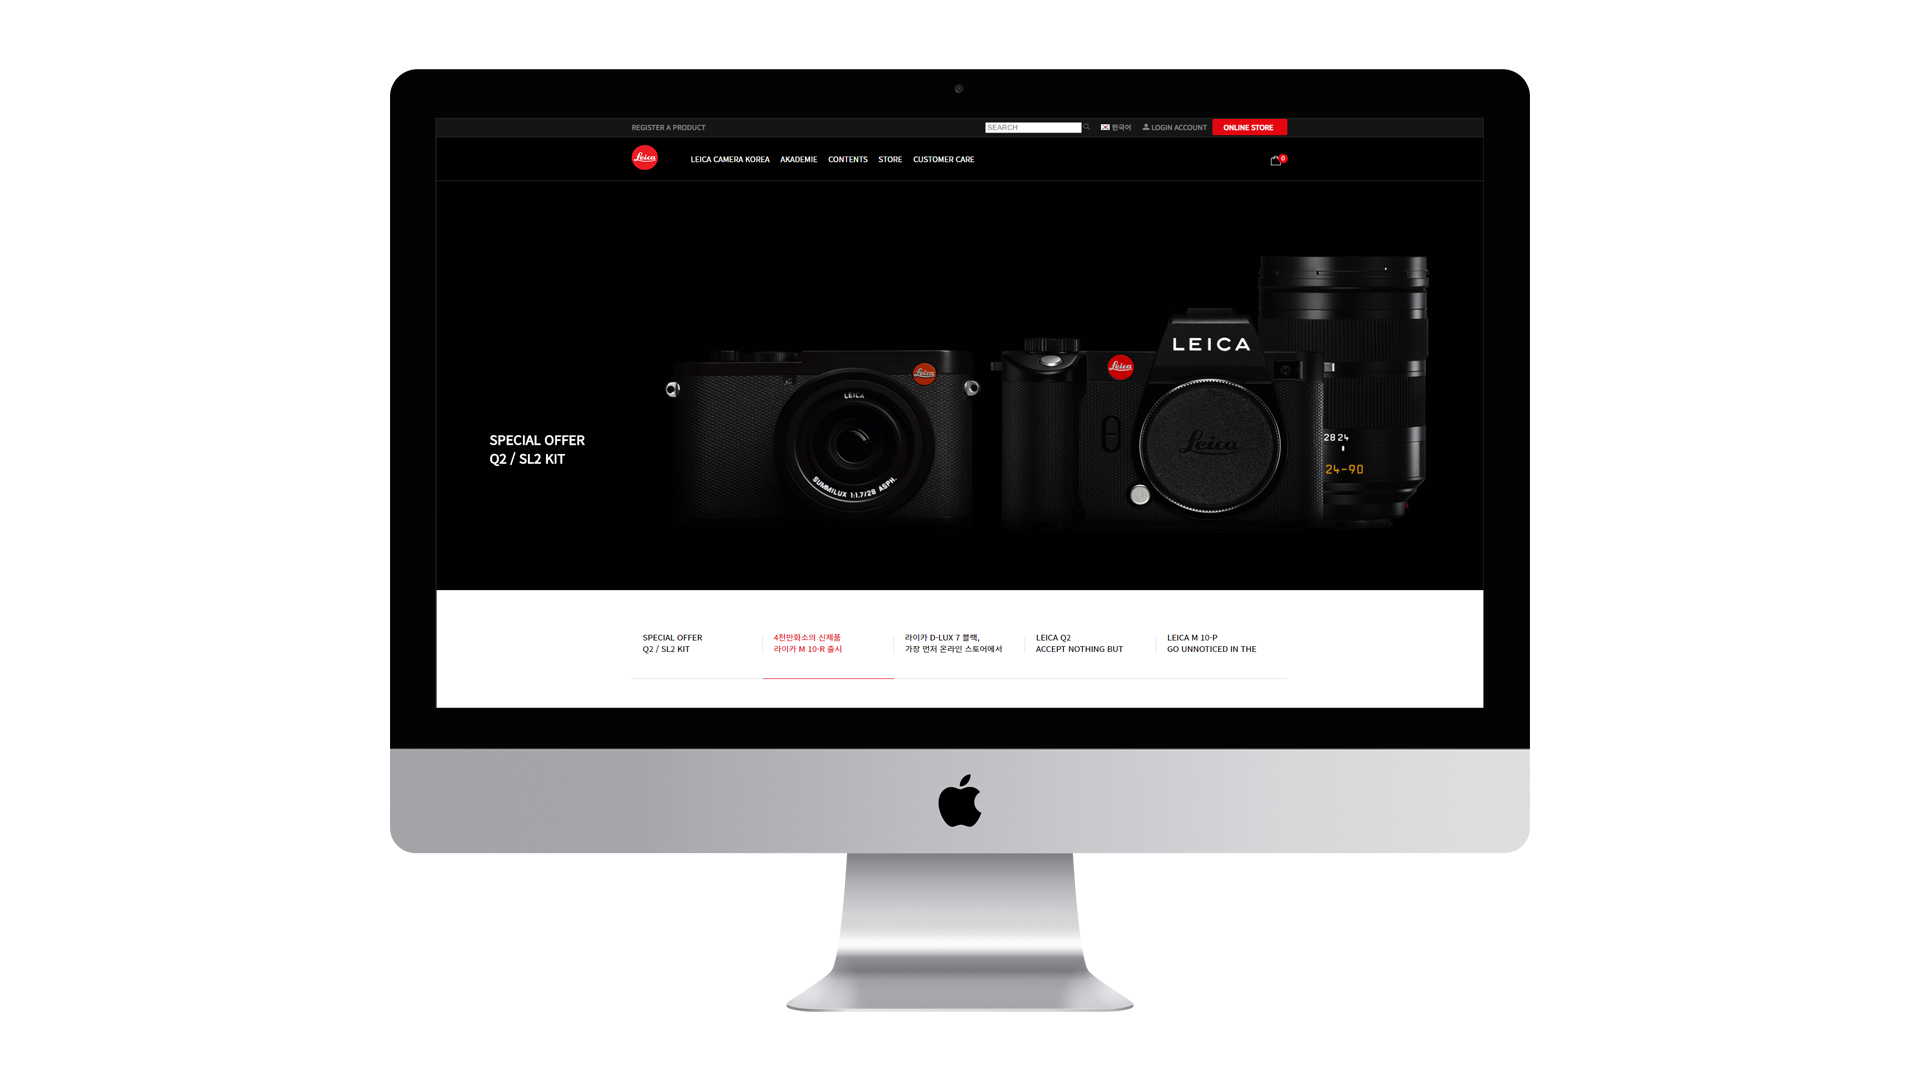 REGISTER A PRODUCT
SEARCH
한국어
LOGIN ACCOUNT
ONLINE STORE
Leica
LEICA CAMERA KOREA
AKADEMIE
CONTENTS
STORE
CUSTOMER CARE
0
LEICA
Leica
Leica
LEICA
SUMMILUX 1:1.7/28 ASPH.
Leica
28 24
24-90
SPECIAL OFFER
Q2 / SL2 KIT
SPECIAL OFFER
Q2 / SL2 KIT
4천만화소의 신제품
라이카 M 10-R 출시
라이카 D-LUX 7 블랙,
가장 먼저 온라인 스토어에서
LEICA Q2
ACCEPT NOTHING BUT
LEICA M 10-P
GO UNNOTICED IN THE